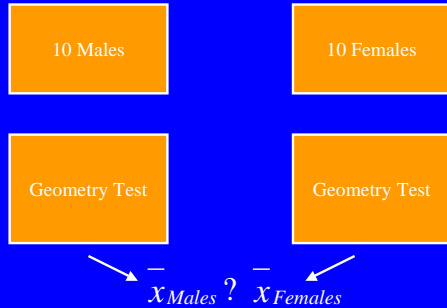 10 Males
10 Females
Geometry Test
Geometry Test
x̄ Males ? x̄ Females